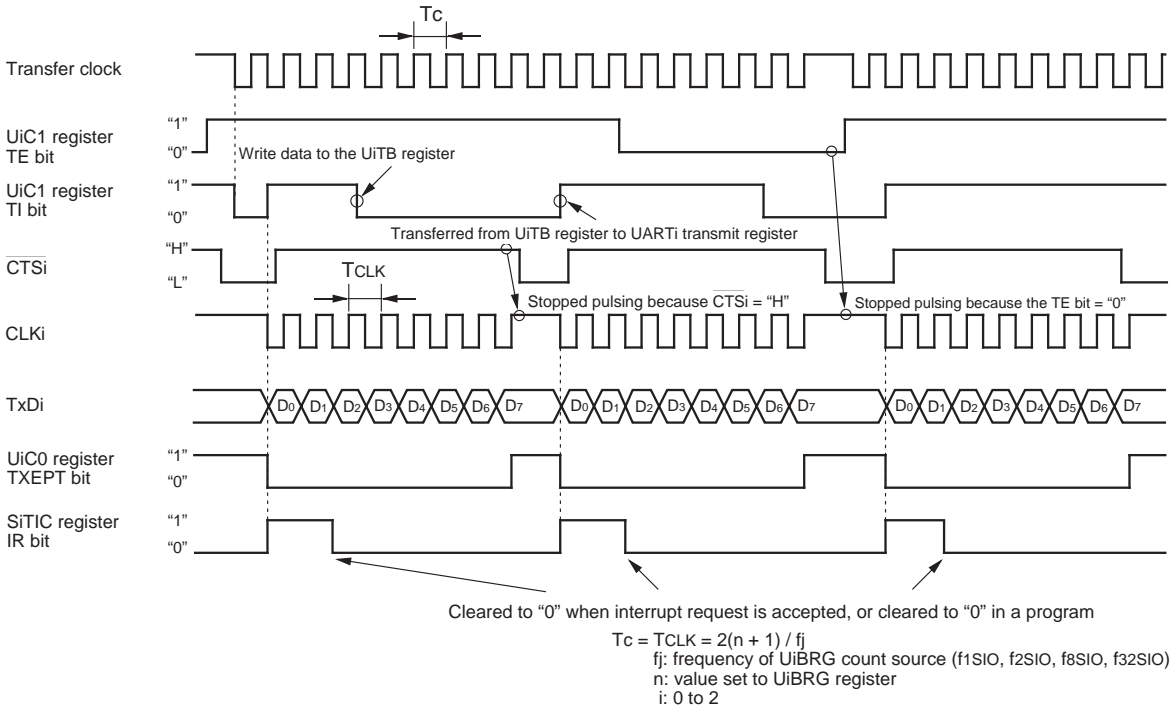 Tc
Transfer clock
UiC1 register
TE bit
“1”
“0”
Write data to the UiTB register
UiC1 register
TI bit
“1”
“0”
Transferred from UiTB register to UARTi transmit register
CTSi
“H”
“L”
TCLK
Stopped pulsing because CTSi = “H”
Stopped pulsing because the TE bit = “0”
CLKi
TxDi
D0 D1 D2 D3 D4 D5 D6 D7 D0 D1 D2 D3 D4 D5 D6 D7 D0 D1 D2 D3 D4 D5 D6 D7
UiC0 register
TXEPT bit
“1”
“0”
SiTIC register
IR bit
“1”
“0”
Cleared to “0” when interrupt request is accepted, or cleared to “0” in a program
Tc = TCLK = 2(n + 1) / fj
fj: frequency of UiBRG count source (f1SIO, f2SIO, f8SIO, f32SIO)
n: value set to UiBRG register
i: 0 to 2